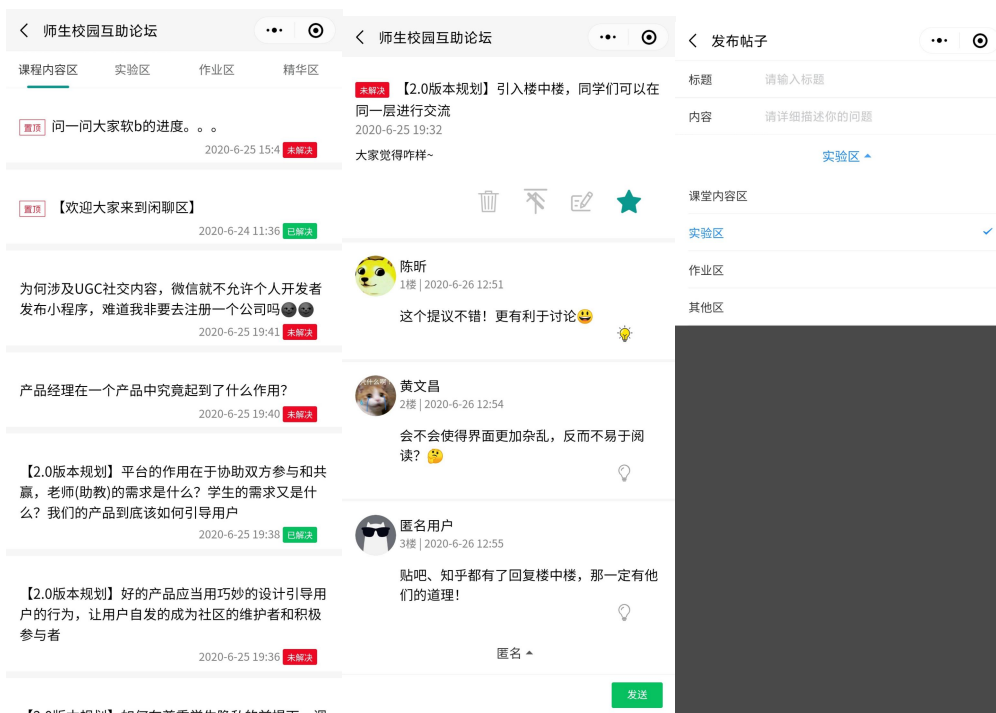 师生校园互助论坛
课程内容区
实验区
作业区
精华区
置顶 问一问大家软b的进度。。。
2020-6-25 15:4 未解决
置顶 【欢迎大家来到闲聊区】
2020-6-24 11:36 已解决
为何涉及UGC社交内容，微信就不允许个人开发者
发布小程序，难道我非要去注册一个公司吗🌚🌚
2020-6-25 19:41 未解决
产品经理在一个产品中究竟起到了什么作用？
2020-6-25 19:40 未解决
【2.0版本规划】平台的作用在于协助双方参与和共
赢，老师(助教)的需求是什么？学生的需求又是什
么？我们的产品到底该如何引导用户
2020-6-25 19:38 已解决
【2.0版本规划】好的产品应当用巧妙的设计引导用
户的行为，让用户自发的成为社区的维护者和积极
参与者
2020-6-25 19:36 未解决
师生校园互助论坛
未解决 【2.0版本规划】引入楼中楼，同学们可以在
同一层进行交流
2020-6-25 19:32
大家觉得咋样~
陈昕
1楼 | 2020-6-26 12:51
这个提议不错！更有利于讨论😃
黄文昌
2楼 | 2020-6-26 12:54
会不会使得界面更加杂乱，反而不易于阅
读？🤔
匿名用户
3楼 | 2020-6-26 12:55
贴吧、知乎都有了回复楼中楼，那一定有他
们的道理！
匿名
发送
发布帖子
标题 请输入标题
内容 请详细描述你的问题
实验区
课堂内容区
实验区
作业区
其他区